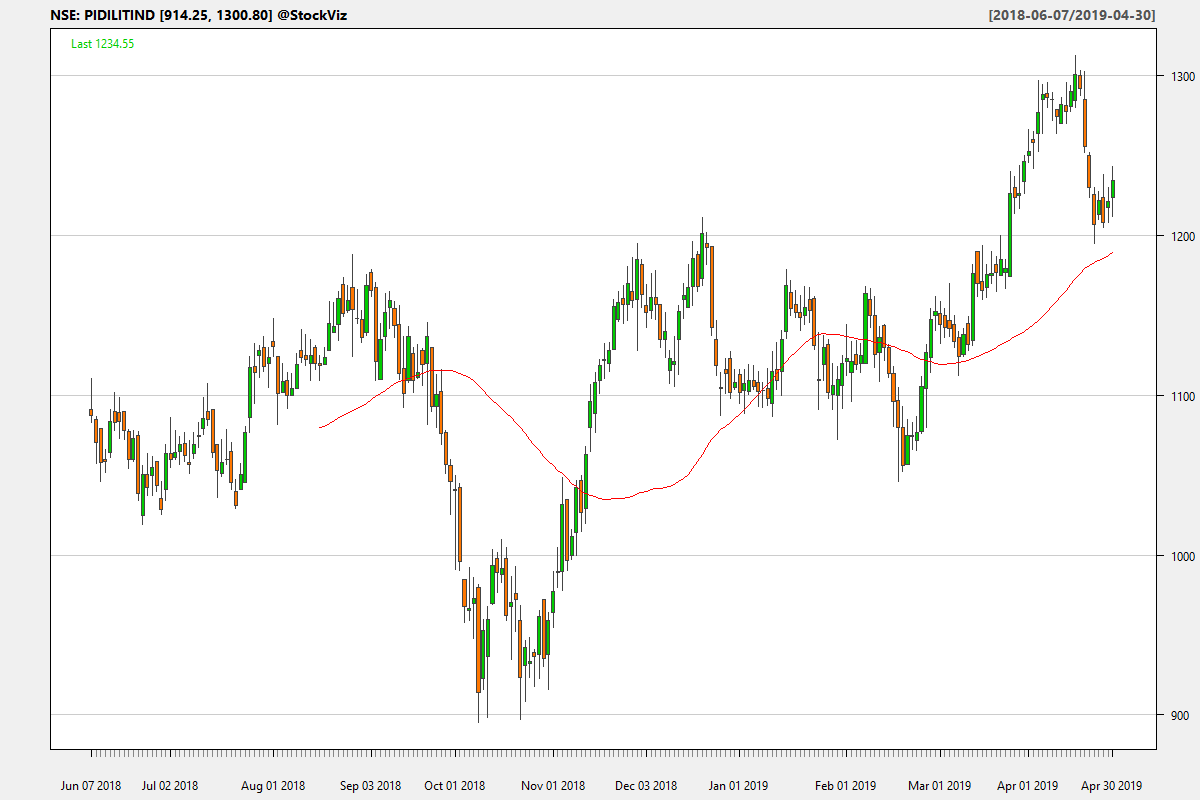 NSE: PIDILITIND [914.25, 1300.80] @StockViz
[2018-06-07/2019-04-30]
Last 1234.55
1300
1200
1100
1000
900
Jun 07 2018 Jul 02 2018 Aug 01 2018 Sep 03 2018 Oct 01 2018 Nov 01 2018 Dec 03 2018 Jan 01 2019 Feb 01 2019 Mar 01 2019 Apr 01 2019 Apr 30 2019